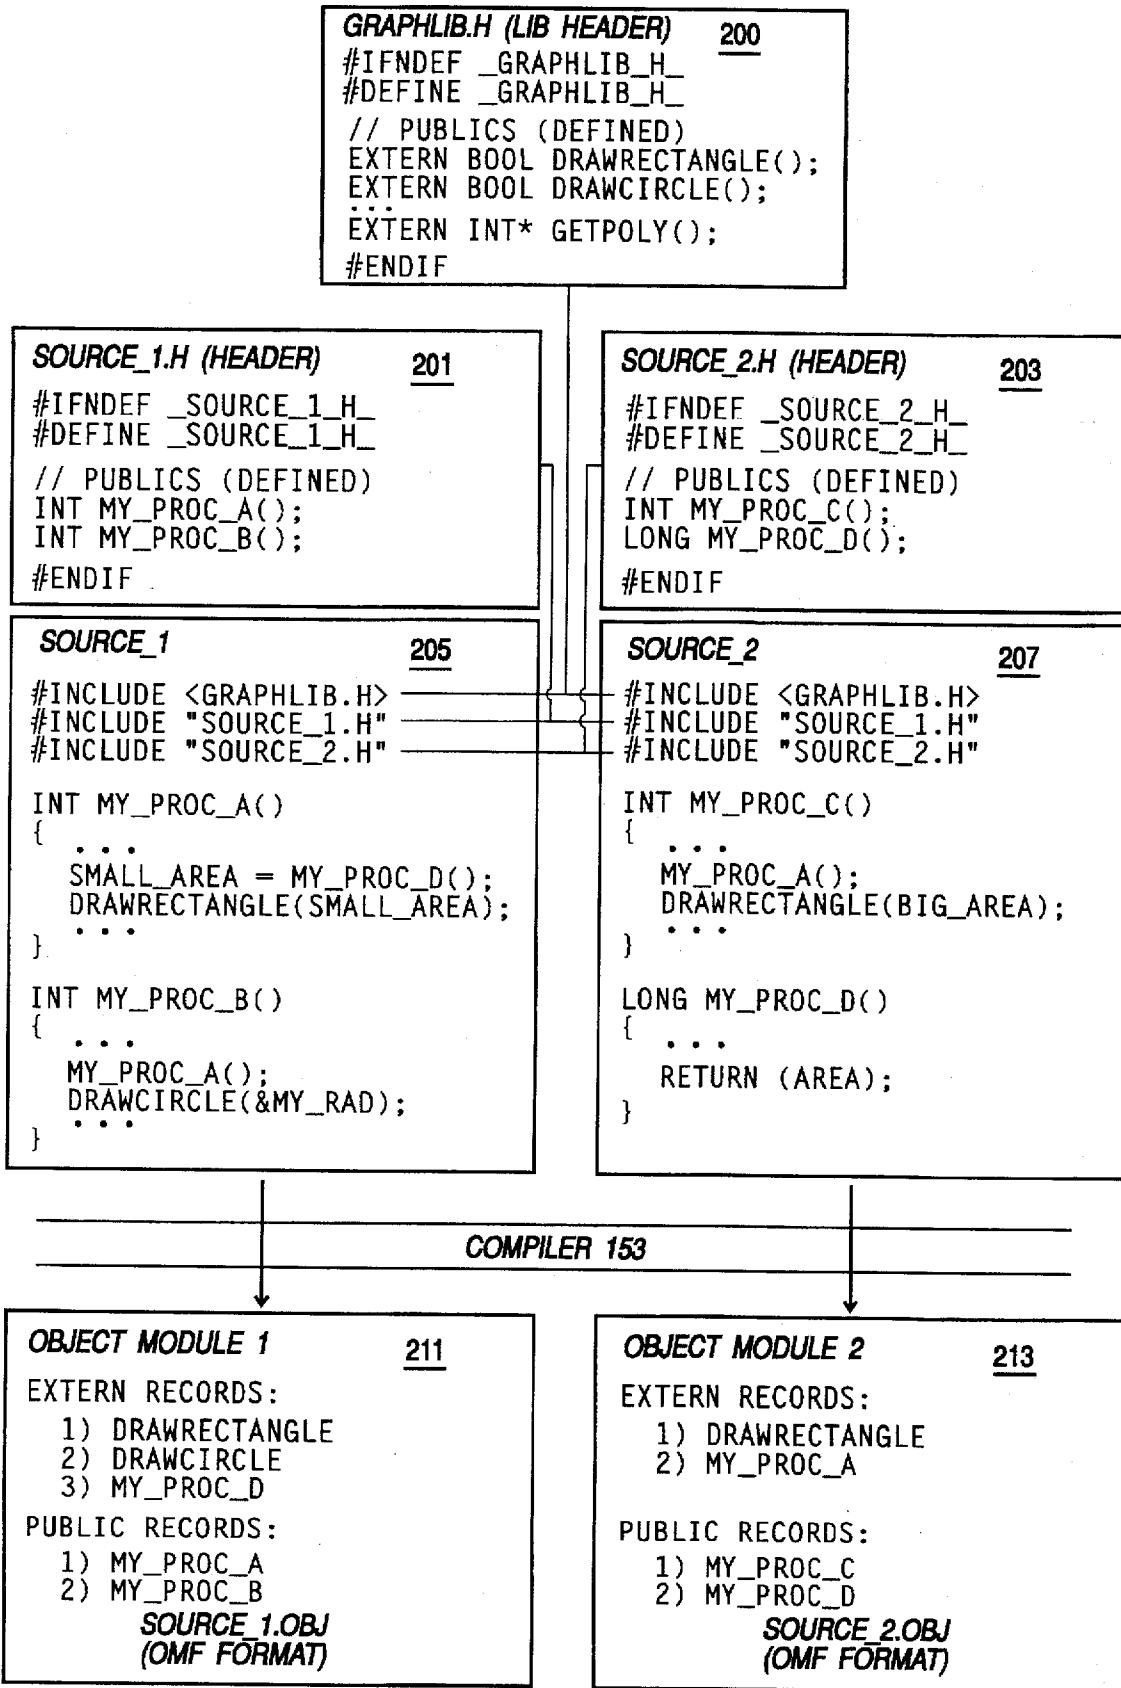 GRAPHLIB.H (LIB HEADER) 200
#IFNDEF _GRAPHLIB_H_
#DEFINE _GRAPHLIB_H_
// PUBLICS (DEFINED)
EXTERN BOOL DRAWRECTANGLE();
EXTERN BOOL DRAWCIRCLE();
...
EXTERN INT* GETPOLY();
#ENDIF
SOURCE_1.H (HEADER) 201
#IFNDEF _SOURCE_1_H_
#DEFINE _SOURCE_1_H_
// PUBLICS (DEFINED)
INT MY_PROC_A();
INT MY_PROC_B();
#ENDIF
SOURCE_2.H (HEADER) 203
#IFNDEF _SOURCE_2_H_
#DEFINE _SOURCE_2_H_
// PUBLICS (DEFINED)
INT MY_PROC_C();
LONG MY_PROC_D();
#ENDIF
SOURCE_1 205
#INCLUDE <GRAPHLIB.H>
#INCLUDE "SOURCE_1.H"
#INCLUDE "SOURCE_2.H"
INT MY_PROC_A()
{
...
SMALL_AREA = MY_PROC_D();
DRAWRECTANGLE(SMALL_AREA);
...
}
INT MY_PROC_B()
{
...
MY_PROC_A();
DRAWCIRCLE(&MY_RAD);
...
}
SOURCE_2 207
#INCLUDE <GRAPHLIB.H>
#INCLUDE "SOURCE_1.H"
#INCLUDE "SOURCE_2.H"
INT MY_PROC_C()
{
...
MY_PROC_A();
DRAWRECTANGLE(BIG_AREA);
...
}
LONG MY_PROC_D()
{
...
RETURN (AREA);
}
COMPILER 153
OBJECT MODULE 1 211
EXTERN RECORDS:
1) DRAWRECTANGLE
2) DRAWCIRCLE
3) MY_PROC_D
PUBLIC RECORDS:
1) MY_PROC_A
2) MY_PROC_B
SOURCE_1.OBJ
(OMF FORMAT)
OBJECT MODULE 2 213
EXTERN RECORDS:
1) DRAWRECTANGLE
2) MY_PROC_A
PUBLIC RECORDS:
1) MY_PROC_C
2) MY_PROC_D
SOURCE_2.OBJ
(OMF FORMAT)